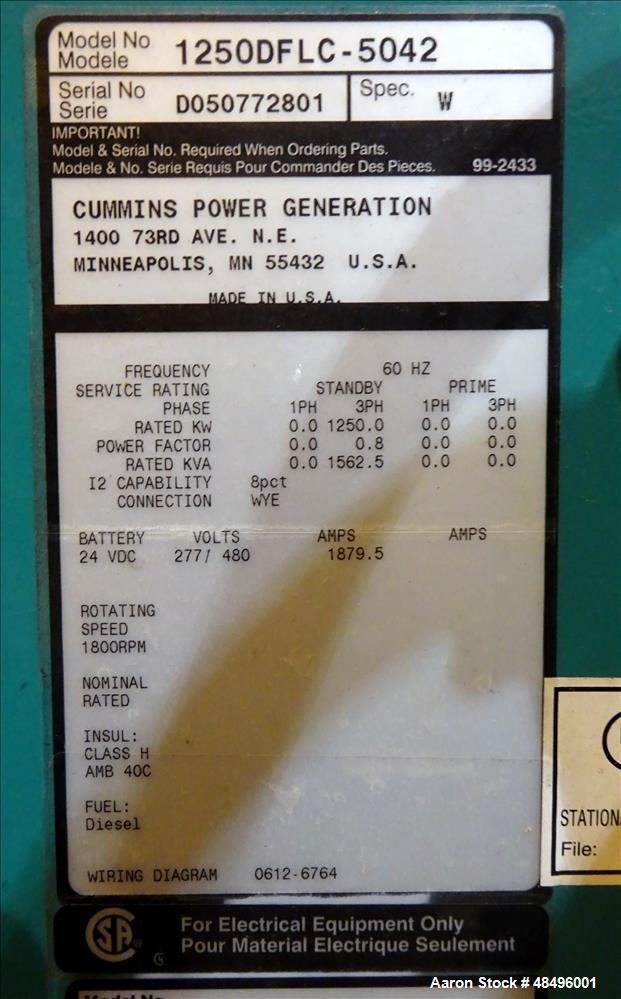 Model No
Modele 1250DFLC-5042
Serial No
Serie D050772801 Spec. W
IMPORTANT!
Model & Serial No. Required When Ordering Parts.
Modele & No. Serie Requis Pour Commander Des Pieces. 99-2433
CUMMINS POWER GENERATION
1400 73RD AVE. N.E.
MINNEAPOLIS, MN 55432 U.S.A.
MADE IN U.S.A.
FREQUENCY 60 HZ
SERVICE RATING STANDBY PRIME
PHASE 1PH 3PH 1PH 3PH
RATED KW 0.0 1250.0 0.0 0.0
POWER FACTOR 0.0 0.8 0.0 0.0
RATED KVA 0.0 1562.5 0.0 0.0
I2 CAPABILITY 8pct
CONNECTION WYE
BATTERY VOLTS AMPS AMPS
24 VDC 277/ 480 1879.5
ROTATING
SPEED
1800RPM
NOMINAL
RATED
INSUL:
CLASS H
AMB 40C
FUEL:
Diesel
WIRING DIAGRAM 0612-6764
STATION
File:
SA For Electrical Equipment Only
Pour Material Electrique Seulement
Model No
Aaron Stock # 48496001